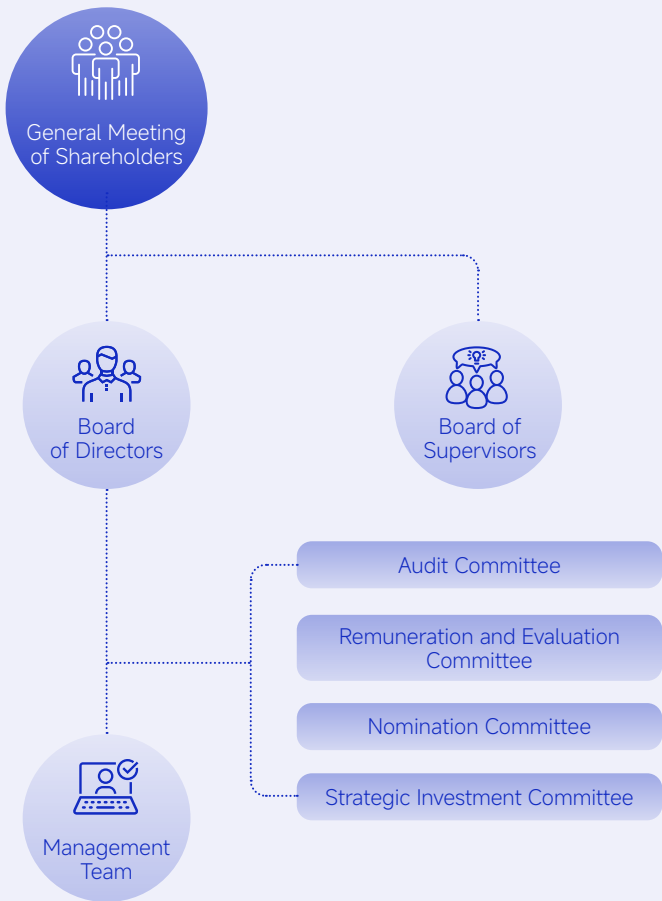 General Meeting
of Shareholders
Board
of Directors
Board of
Supervisors
Audit Committee
Remuneration and Evaluation
Committee
Nomination Committee
Strategic Investment Committee
Management
Team